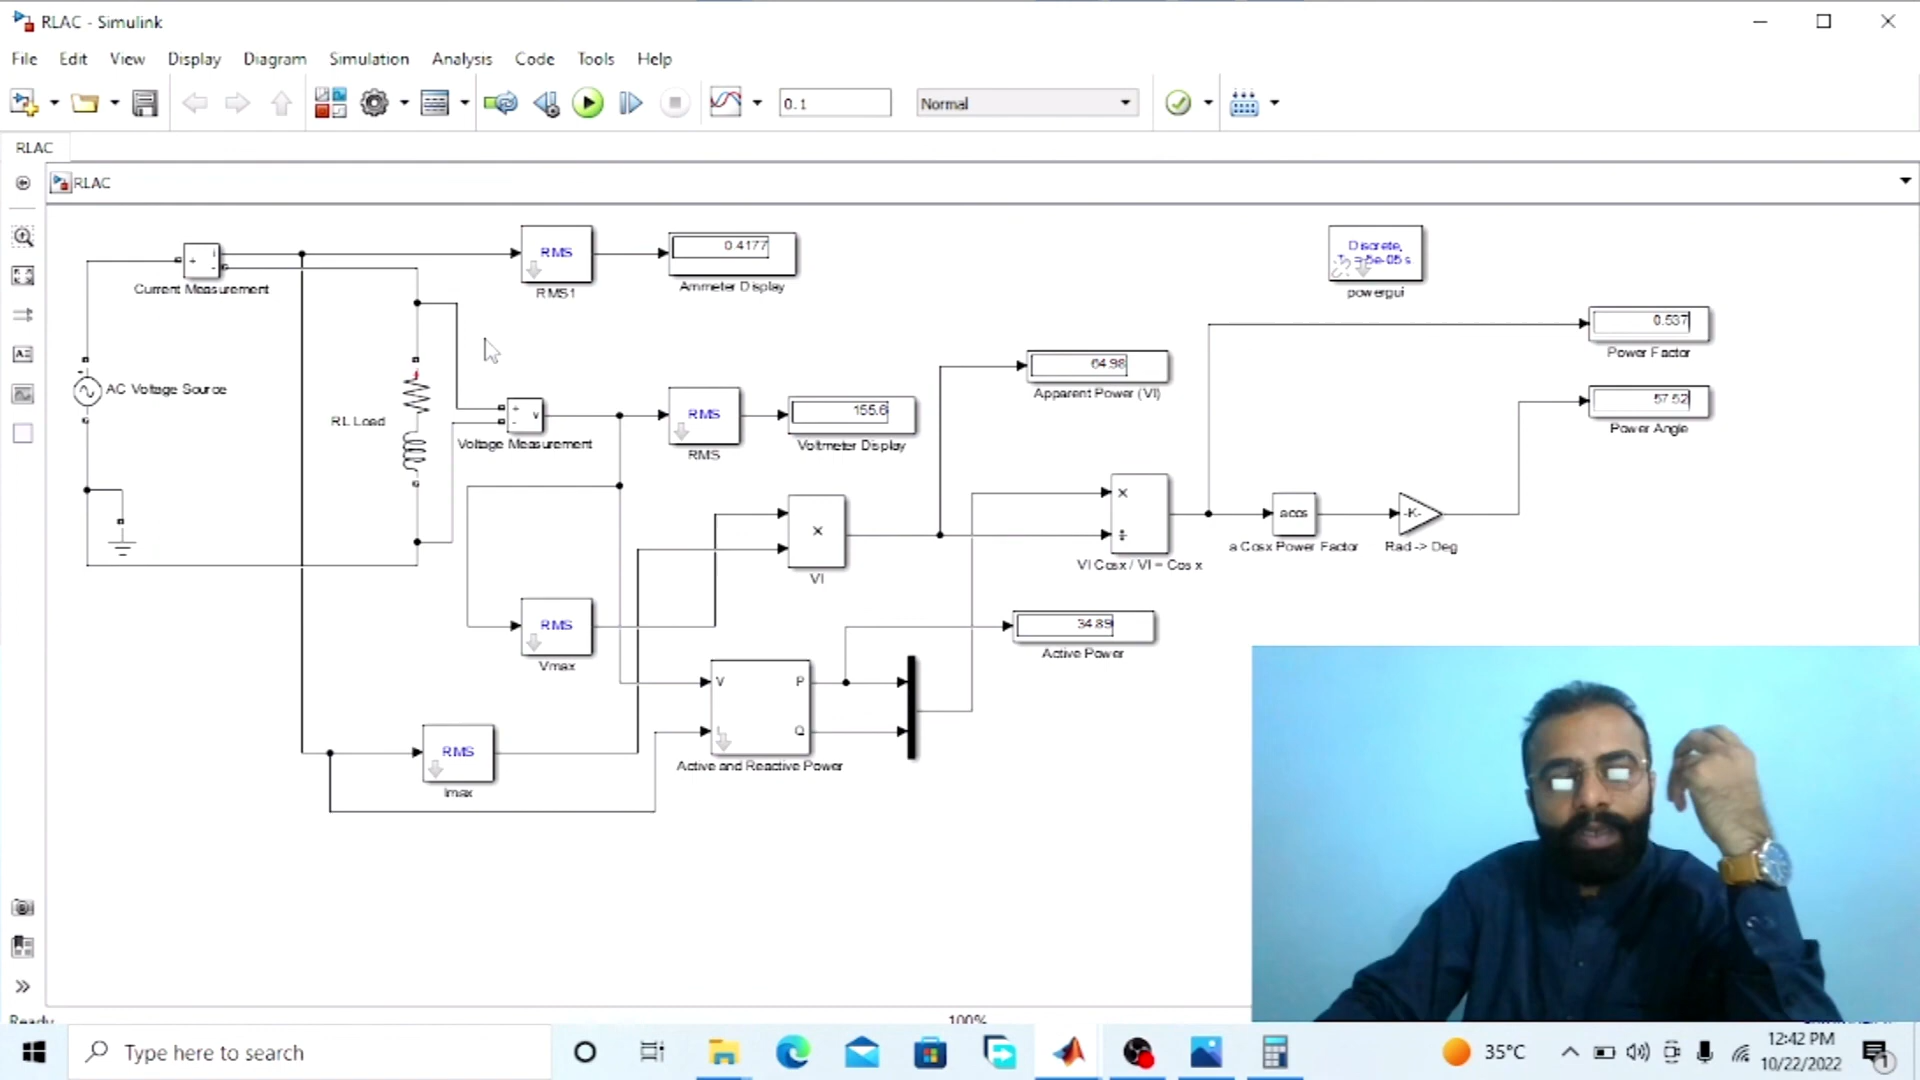 RLAC - Simulink
File Edit View Display Diagram Simulation Analysis Code Tools Help
0.1
Normal
RLAC
RLAC
RMS
0.4177
Discrete,
Current Measurement
RMS1
Ammeter Display
powergui
0.537
Power Factor
64.98
Apparent Power (VI)
AC Voltage Source
57.52
Power Angle
RL Load
RMS
155.6
Voltage Measurement
RMS
Voltmeter Display
acos
-K-
a Cosx Power Factor
Rad -> Deg
VI Cosx / VI = Cos x
VI
RMS
Vmax
34.89
Active Power
V
P
I
Q
Active and Reactive Power
RMS
Imax
Ready
100%
Type here to search
35°C
12:42 PM
10/22/2022
1